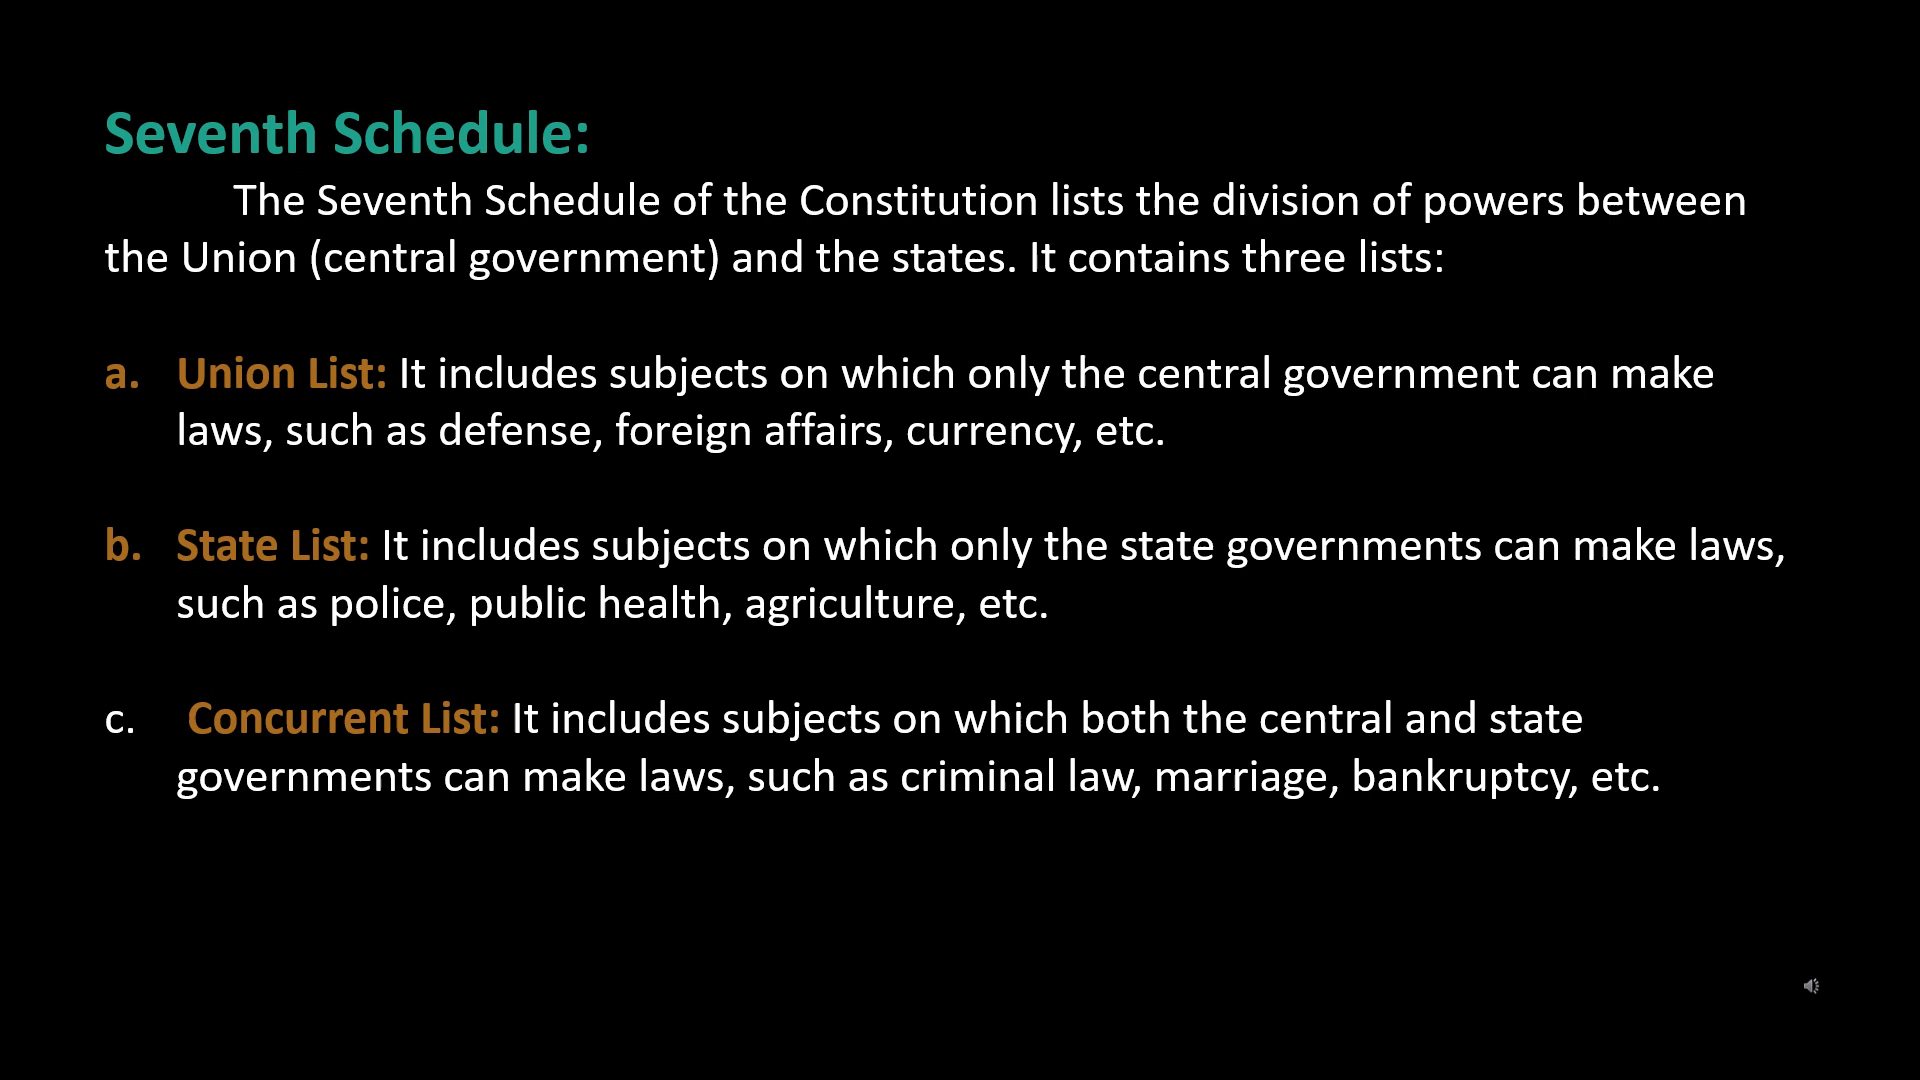 Seventh Schedule:
The Seventh Schedule of the Constitution lists the division of powers between
the Union (central government) and the states. It contains three lists:
a. Union List: It includes subjects on which only the central government can make
laws, such as defense, foreign affairs, currency, etc.
b. State List: It includes subjects on which only the state governments can make laws,
such as police, public health, agriculture, etc.
c. Concurrent List: It includes subjects on which both the central and state
governments can make laws, such as criminal law, marriage, bankruptcy, etc.